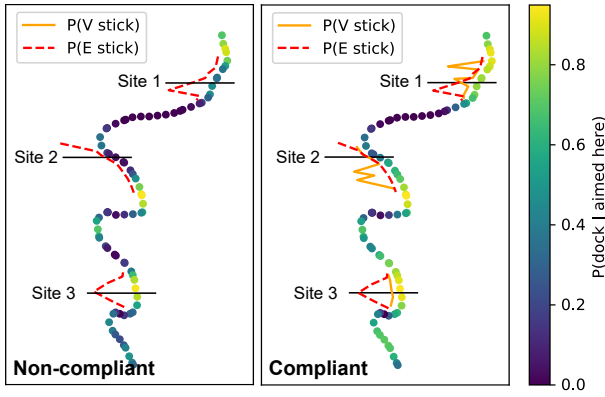 P(V stick)
P(E stick)
Site 1
Site 2
Site 3
Non-compliant
P(V stick)
P(E stick)
Site 1
Site 2
Site 3
Compliant
0.8
0.6
0.4
0.2
0.0
P(dock | aimed here)